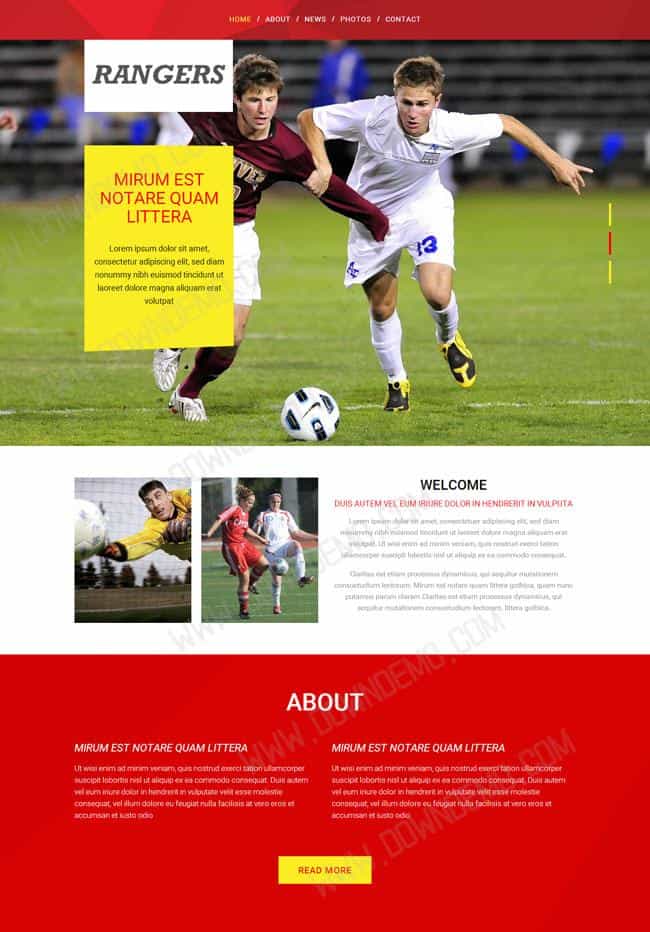 HOME / ABOUT / NEWS / PHOTOS / CONTACT
RANGERS
MIRUM EST
NOTARE QUAM
LITTERA
Lorem ipsum dolor sit amet,
consectetur adipiscing elit, sed diam
nonummy nibh euismod tincidunt ut
laoreet dolore magna aliquam erat
volutpat
13
WELCOME
DUIS AUTEM VEL EUM IRIURE DOLOR IN HENDRERIT IN VULPUTA
Lorem ipsum dolor sit amet, consectetuer adipiscing elit, sed diam
nonummy nibh euismod tincidunt ut laoreet dolore magna aliquam erat
volutpat. Ut wisi enim ad minim veniam, quis nostrud exerci tation
ullamcorper suscipit lobortis nisl ut aliquip ex ea commodo consequat.
Claritas est etiam processus dynamicus, qui sequitur mutationem
consuetudium lectorum. Mirum est notare quam littera gothica, quam nunc
putamus parum claram Claritas est etiam processus dynamicus, qui
sequitur mutationem consuetudium lectorum. littera gothica.
ABOUT
MIRUM EST NOTARE QUAM LITTERA
Ut wisi enim ad minim veniam, quis nostrud exerci tation ullamcorper
suscipit lobortis nisl ut aliquip ex ea commodo consequat. Duis autem
vel eum iriure dolor in hendrerit in vulputate velit esse molestie
consequat, vel illum dolore eu feugiat nulla facilisis at vero eros et
accumsan et iusto odio
MIRUM EST NOTARE QUAM LITTERA
Ut wisi enim ad minim veniam, quis nostrud exerci tation ullamcorper
suscipit lobortis nisl ut aliquip ex ea commodo consequat. Duis autem
vel eum iriure dolor in hendrerit in vulputate velit esse molestie
consequat, vel illum dolore eu feugiat nulla facilisis at vero eros et
accumsan et iusto odio
READ MORE
WWW.DOWNDEMO.COM
WWW.DOWNDEMO.COM
WWW.DOWNDEMO.COM